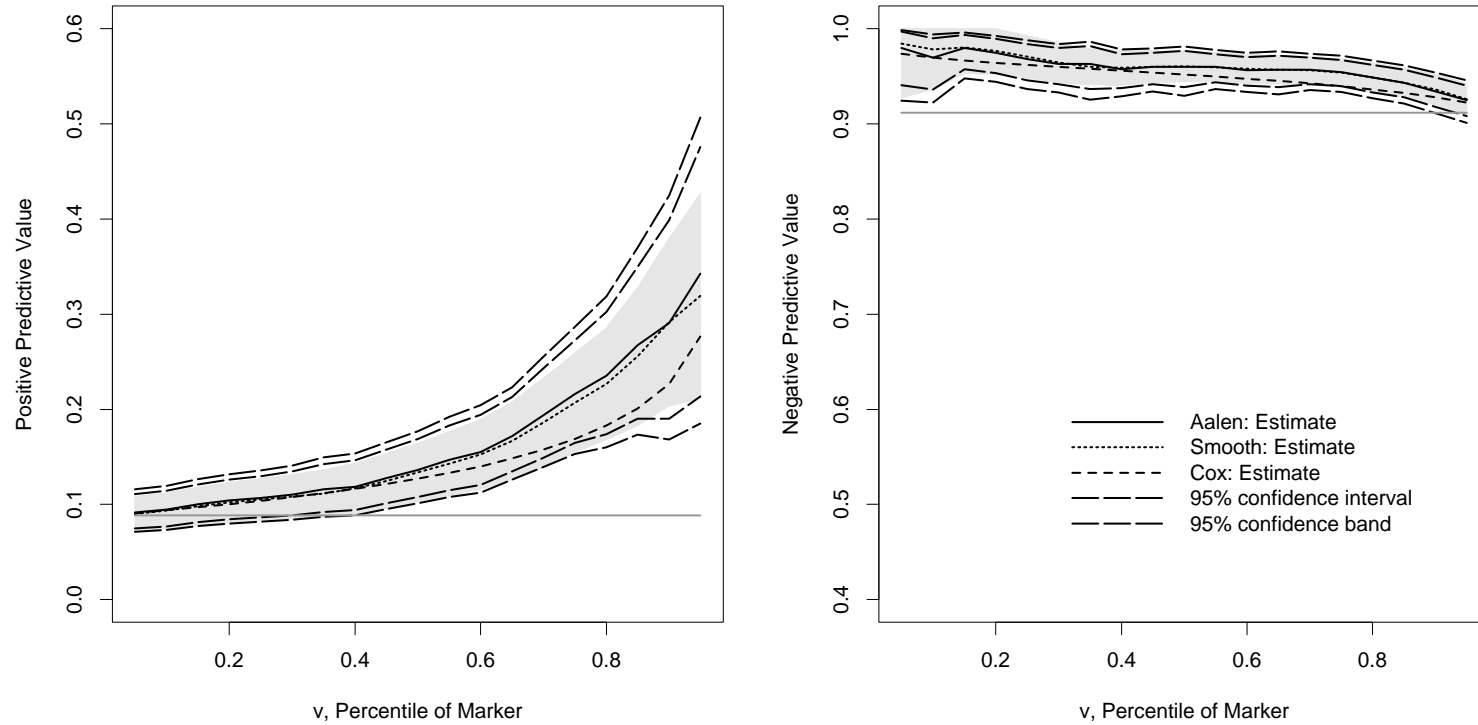 Positive Predictive Value
0.6
0.5
0.4
0.3
0.2
0.1
0.0
0.2 0.4 0.6 0.8
v, Percentile of Marker
Negative Predictive Value
1.0
0.9
0.8
0.7
0.6
0.5
0.4
Aalen: Estimate
Smooth: Estimate
Cox: Estimate
95% confidence interval
95% confidence band
0.2 0.4 0.6 0.8
v, Percentile of Marker